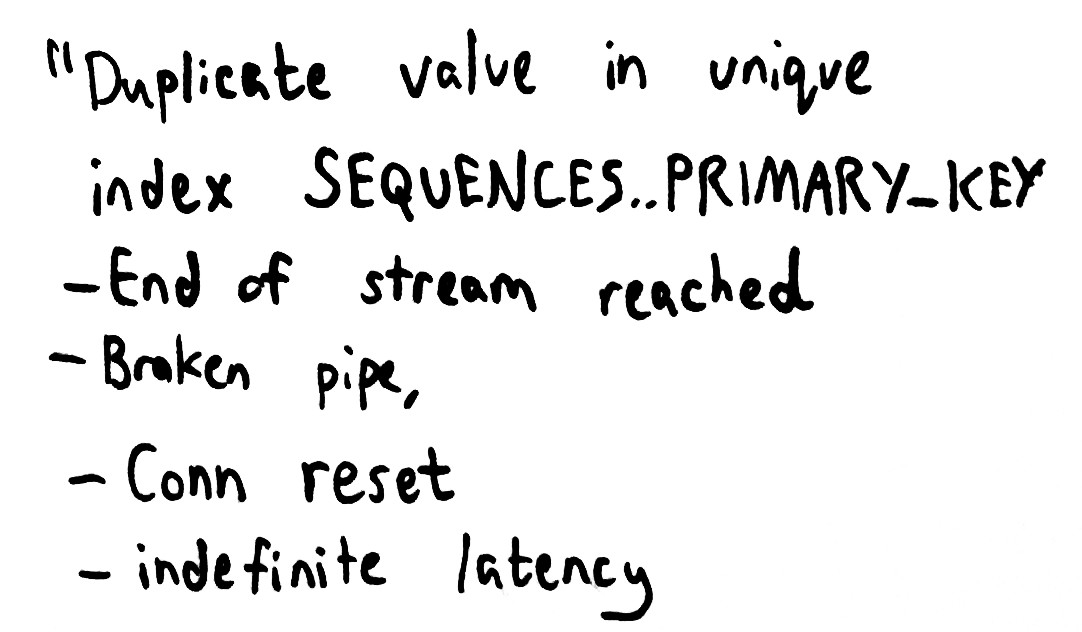 "Duplicate value in unique
index SEQUENCES..PRIMARY_KEY
- End of stream reached
- Broken pipe,
- Conn reset
- indefinite latency